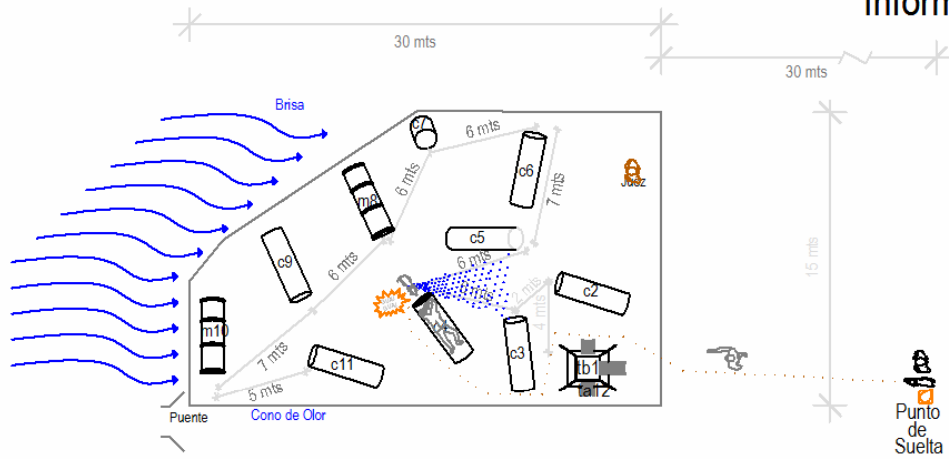 Inform
30 mts
30 mts
Brisa
c7
6 mts
c6
Juez
m8
6 mts
7 mts
c9
c5
6 mts
15 mts
6 mts
2 mts
c2
4 mts
m10
c3
7 mts
c11
tb1
5 mts
Puente
Cono de Olor
Punto
de
Suelta